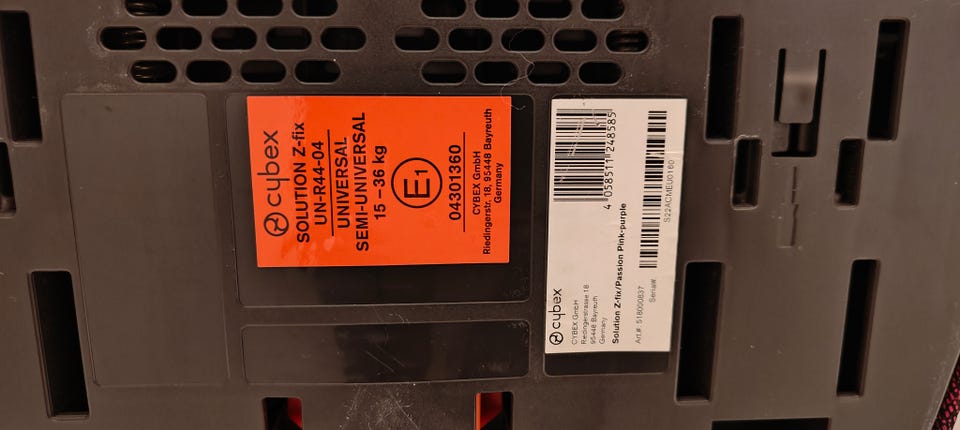 cybex
SOLUTION Z-fix
UN-R44-04
UNIVERSAL
SEMI-UNIVERSAL
15 – 36 kg
E1
04301360
CYBEX GmbH
Riedingerstr. 18, 95448 Bayreuth
Germany
cybex
CYBEX GmbH
Riedingerstrasse 18
95448 Bayreuth
Germany
4 058511 248585
Solution Z-fix/Passion Pink-purple
Art.#: 518000837
Serial#
S22ACMEU0160